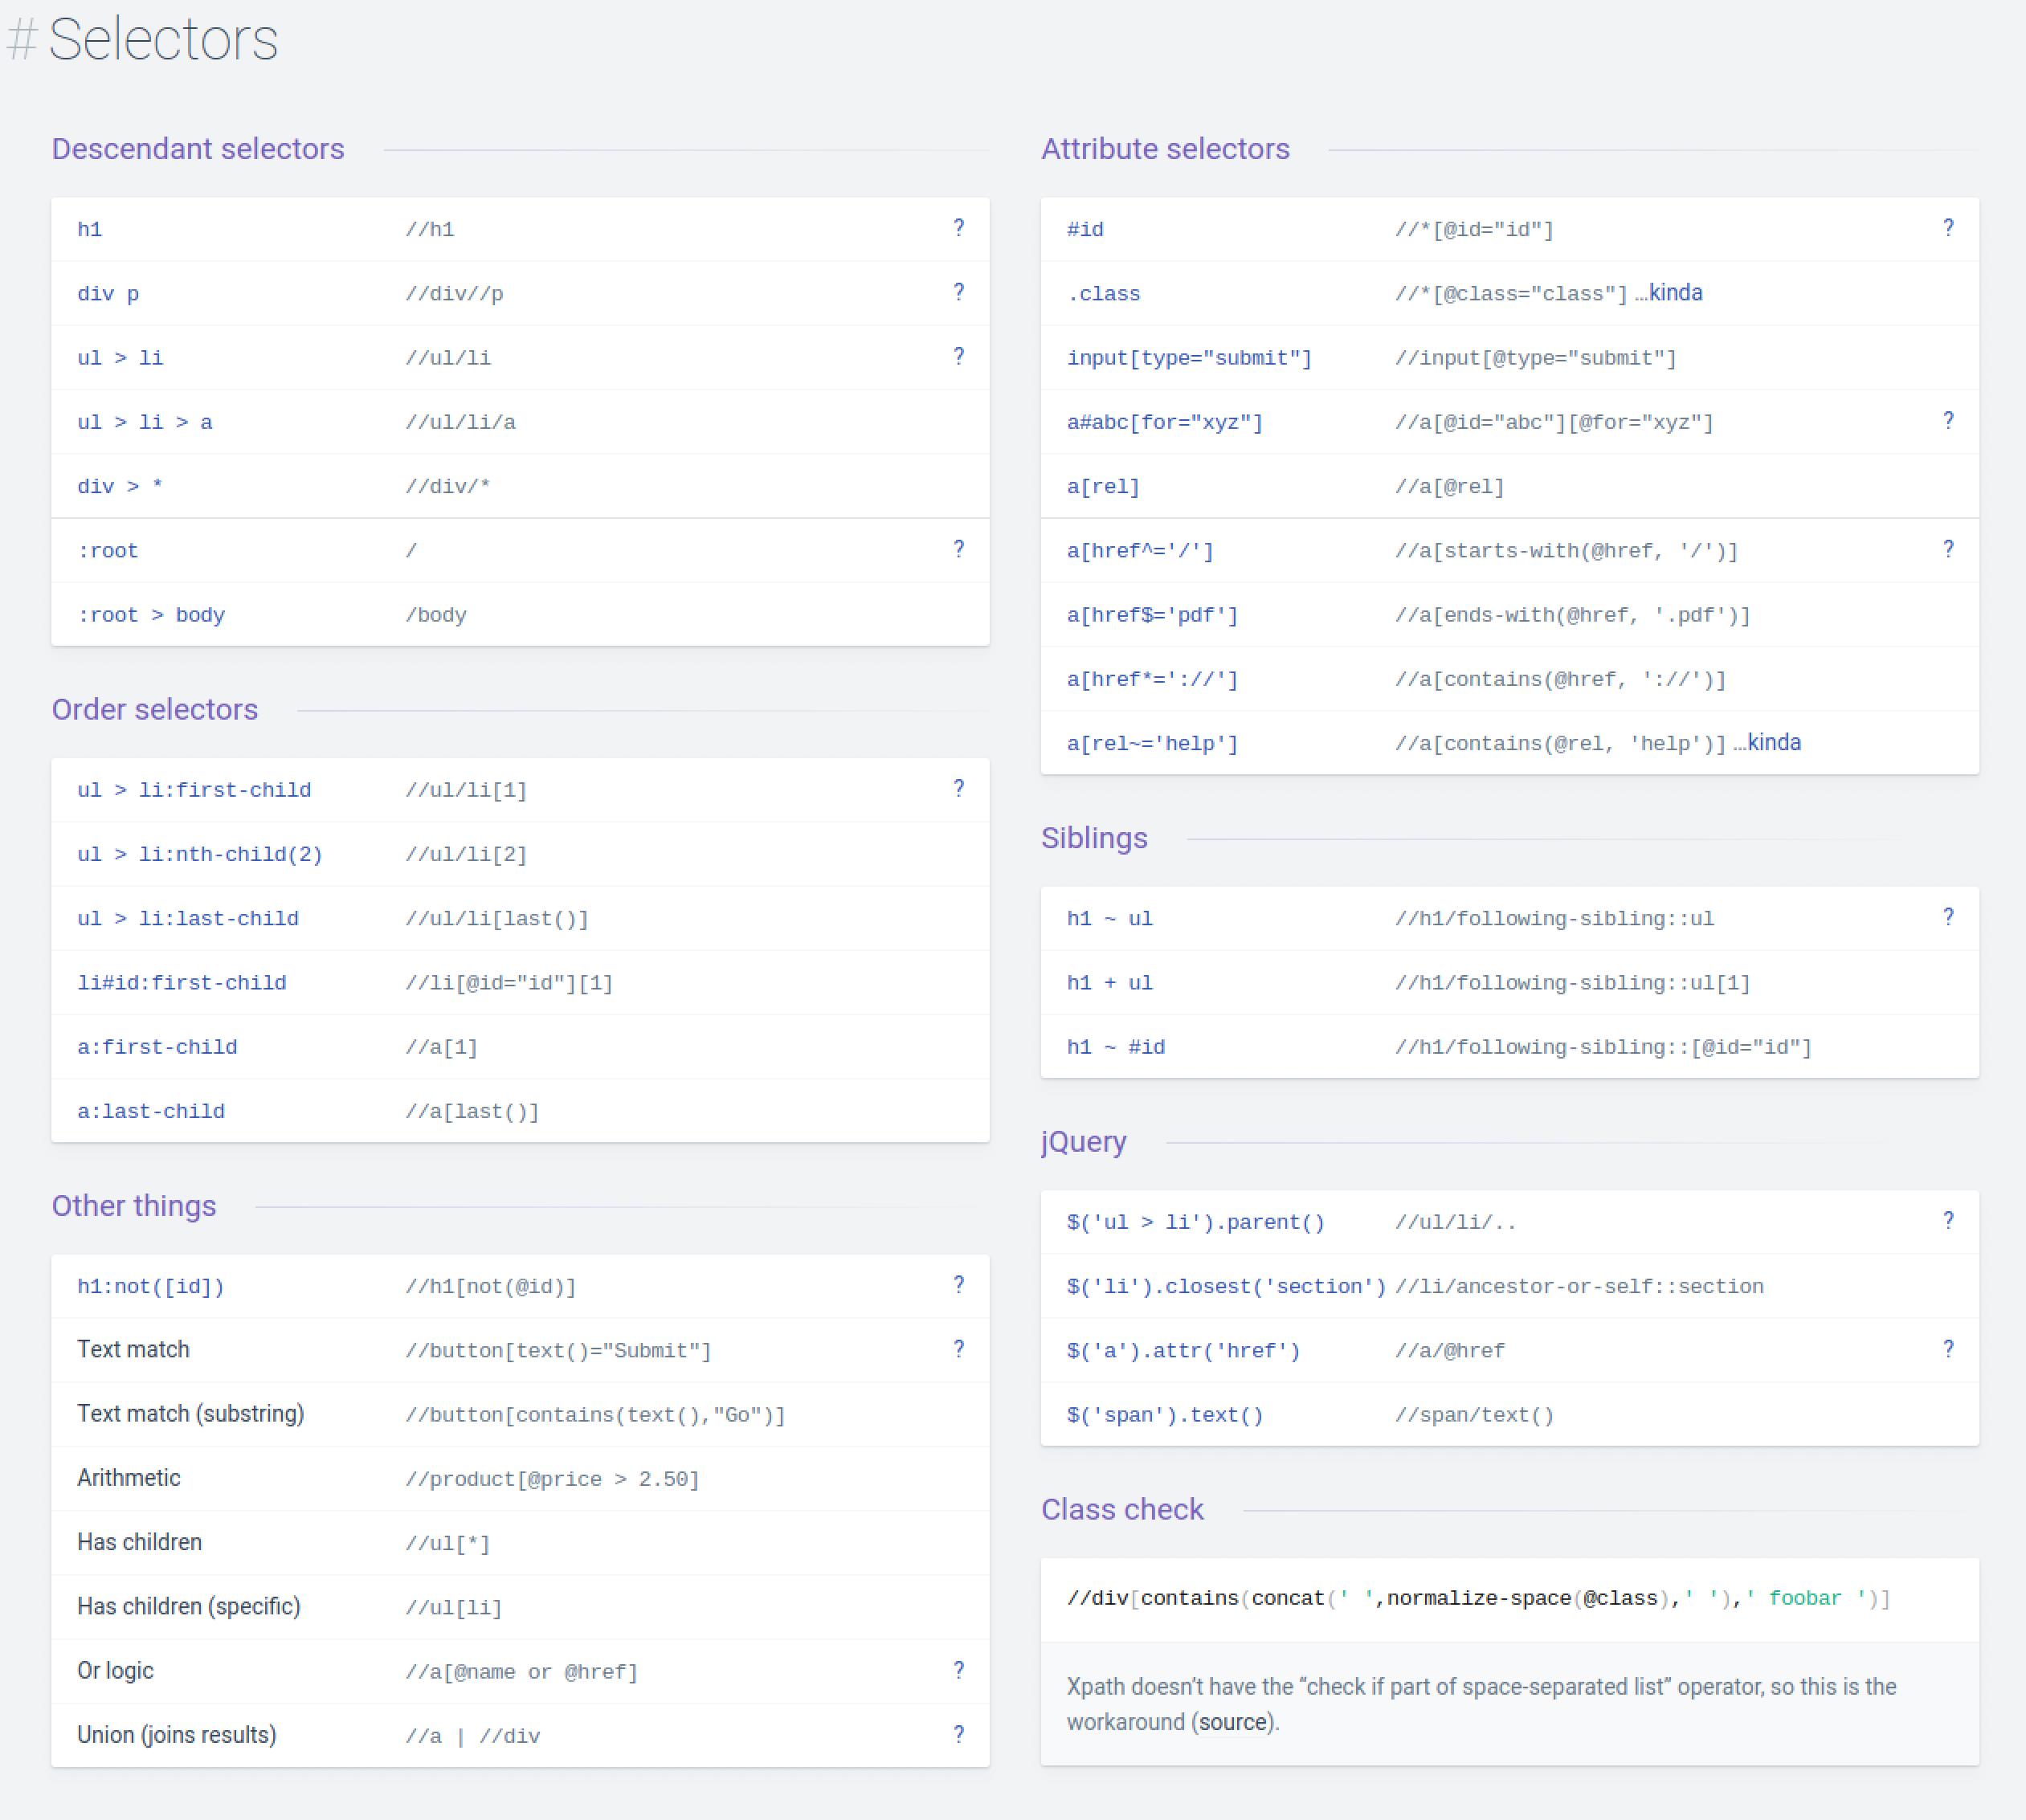 # Selectors
Descendant selectors
h1 //h1 ?
div p //div//p ?
ul > li //ul/li ?
ul > li > a //ul/li/a
div > * //div/*
:root / ?
:root > body /body
Order selectors
ul > li:first-child //ul/li[1] ?
ul > li:nth-child(2) //ul/li[2]
ul > li:last-child //ul/li[last()]
li#id:first-child //li[@id="id"][1]
a:first-child //a[1]
a:last-child //a[last()]
Other things
h1:not([id]) //h1[not(@id)] ?
Text match //button[text()="Submit"] ?
Text match (substring) //button[contains(text(),"Go")]
Arithmetic //product[@price > 2.50]
Has children //ul[*]
Has children (specific) //ul[li]
Or logic //a[@name or @href] ?
Union (joins results) //a | //div ?
Attribute selectors
#id //*[@id="id"] ?
.class //*[@class="class"] …kinda
input[type="submit"] //input[@type="submit"]
a#abc[for="xyz"] //a[@id="abc"][@for="xyz"] ?
a[rel] //a[@rel]
a[href^='/'] //a[starts-with(@href, '/')] ?
a[href$='pdf'] //a[ends-with(@href, '.pdf')]
a[href*='://'] //a[contains(@href, '://')]
a[rel~='help'] //a[contains(@rel, 'help')] …kinda
Siblings
h1 ~ ul //h1/following-sibling::ul ?
h1 + ul //h1/following-sibling::ul[1]
h1 ~ #id //h1/following-sibling::[@id="id"]
jQuery
$('ul > li').parent() //ul/li/.. ?
$('li').closest('section') //li/ancestor-or-self::section
$('a').attr('href') //a/@href ?
$('span').text() //span/text()
Class check
//div[contains(concat(' ',normalize-space(@class),' '),' foobar ')]
Xpath doesn’t have the “check if part of space-separated list” operator, so this is the
workaround (source).